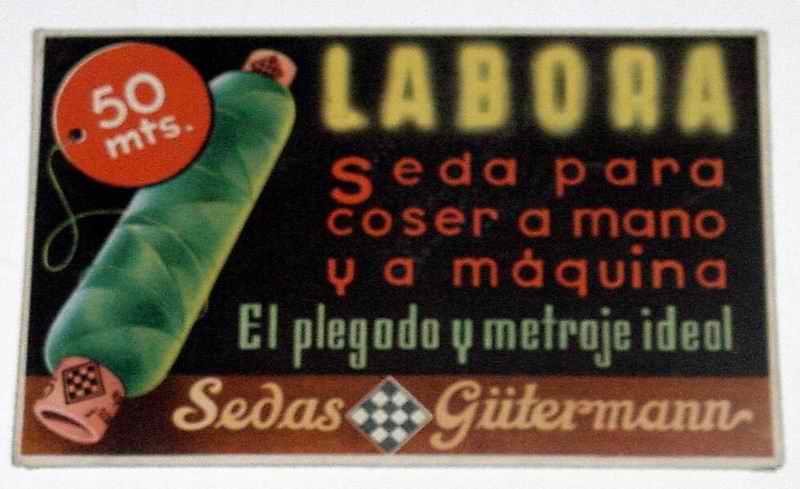 50
mts.
LABORA
Seda para
coser a mano
y a máquina
El plegado y metraje ideal
Sedas Gütermann